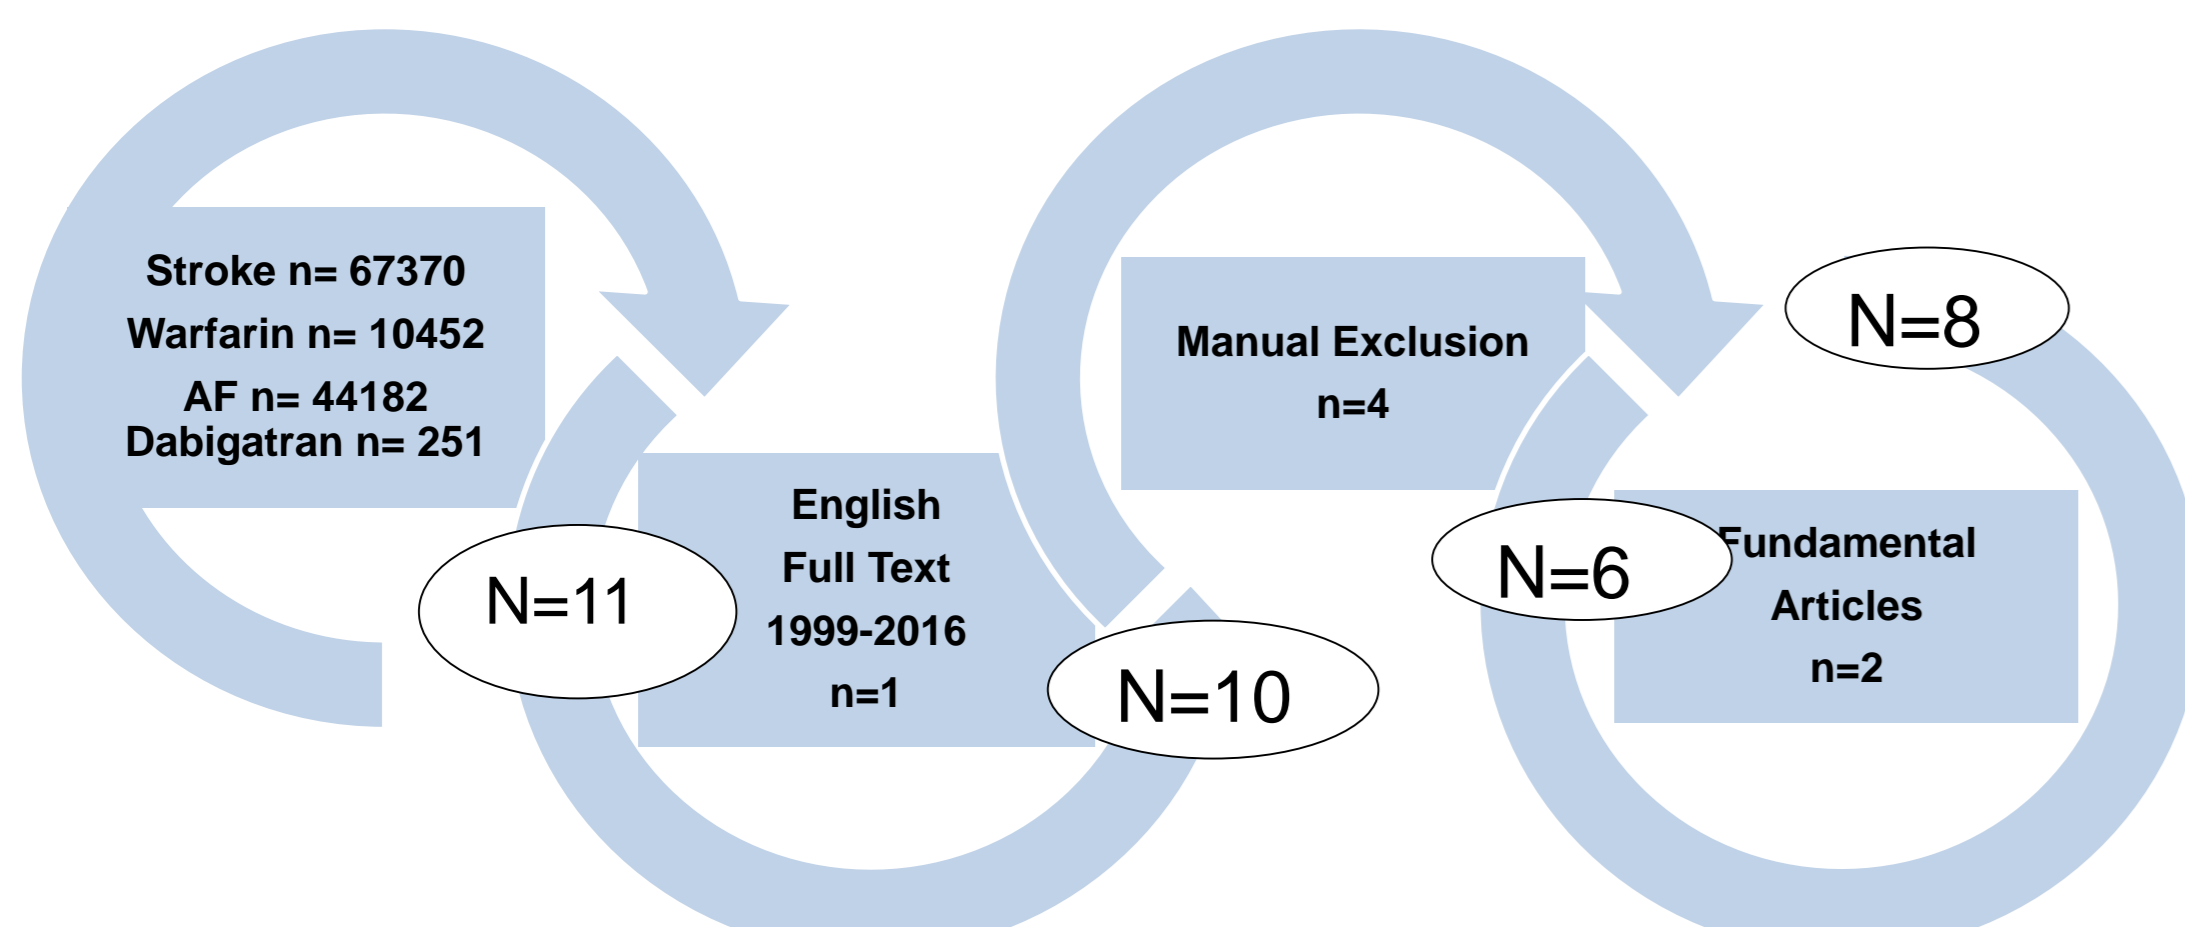 Stroke n= 67370
Warfarin n= 10452
AF n= 44182
Dabigatran n= 251
N=11
English
Full Text
1999-2016
n=1
N=10
Manual Exclusion
n=4
N=6
Fundamental
Articles
n=2
N=8